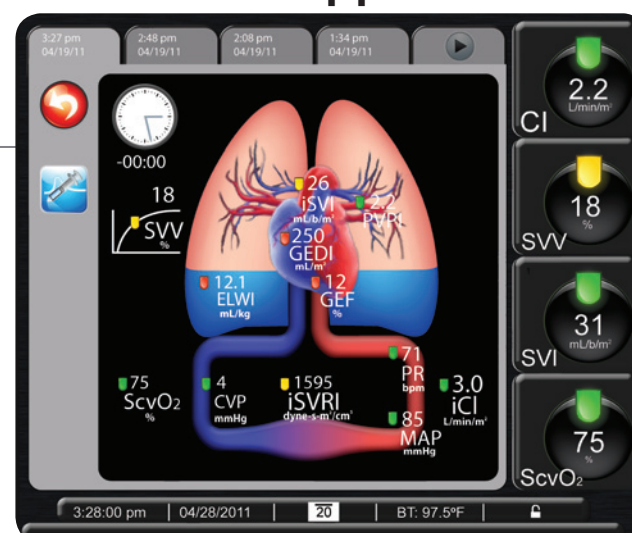 3:27 pm
04/19/11
2:48 pm
04/19/11
2:08 pm
04/19/11
1:34 pm
04/19/11
-00:00
18
SVV
%
26
iSVI
mL/b/m²
2.2
PVPI
250
GEDI
mL/m²
12.1
ELWI
mL/kg
12
GEF
%
75
ScvO₂
%
4
CVP
mmHg
1595
iSVRI
dyne-s-m²/cm⁵
71
PR
bpm
85
MAP
mmHg
3.0
iCI
L/min/m²
2.2
L/min/m²
CI
18
%
SVV
31
mL/b/m²
SVI
75
%
ScvO₂
3:28:00 pm
04/28/2011
20
BT: 97.5ºF